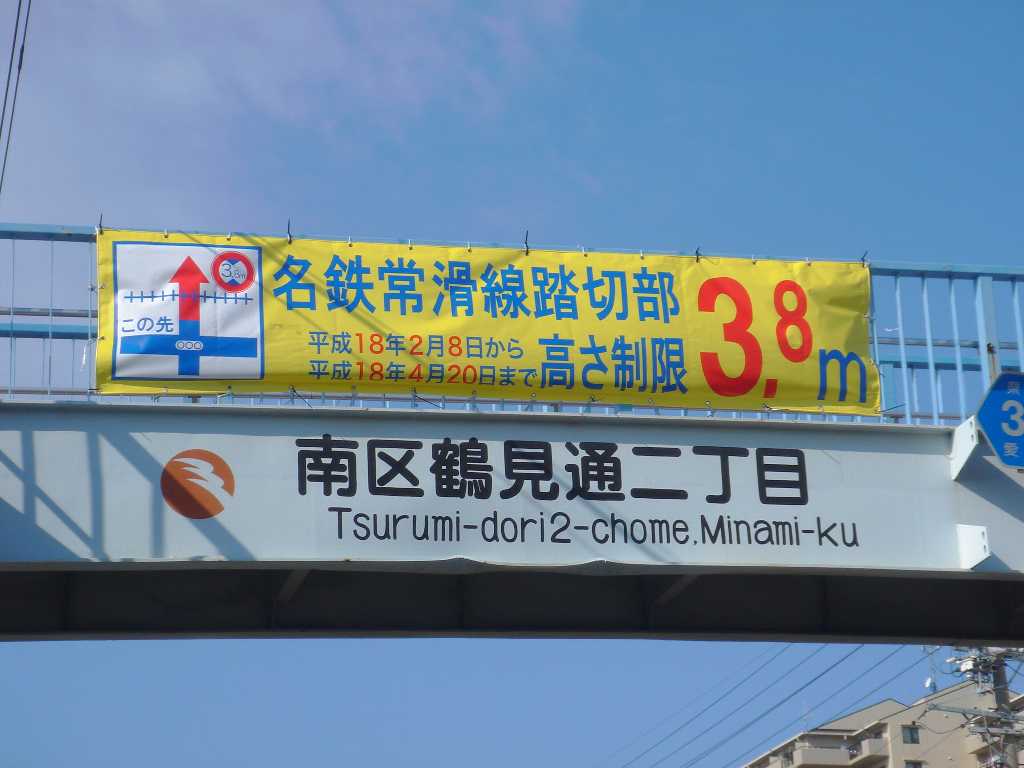 3.8m
この先
名鉄常滑線踏切部
平成18年2月8日から
平成18年4月20日まで
高さ制限
3.8m
南区鶴見通二丁目
Tsurumi-dori2-chome,Minami-ku
3
愛